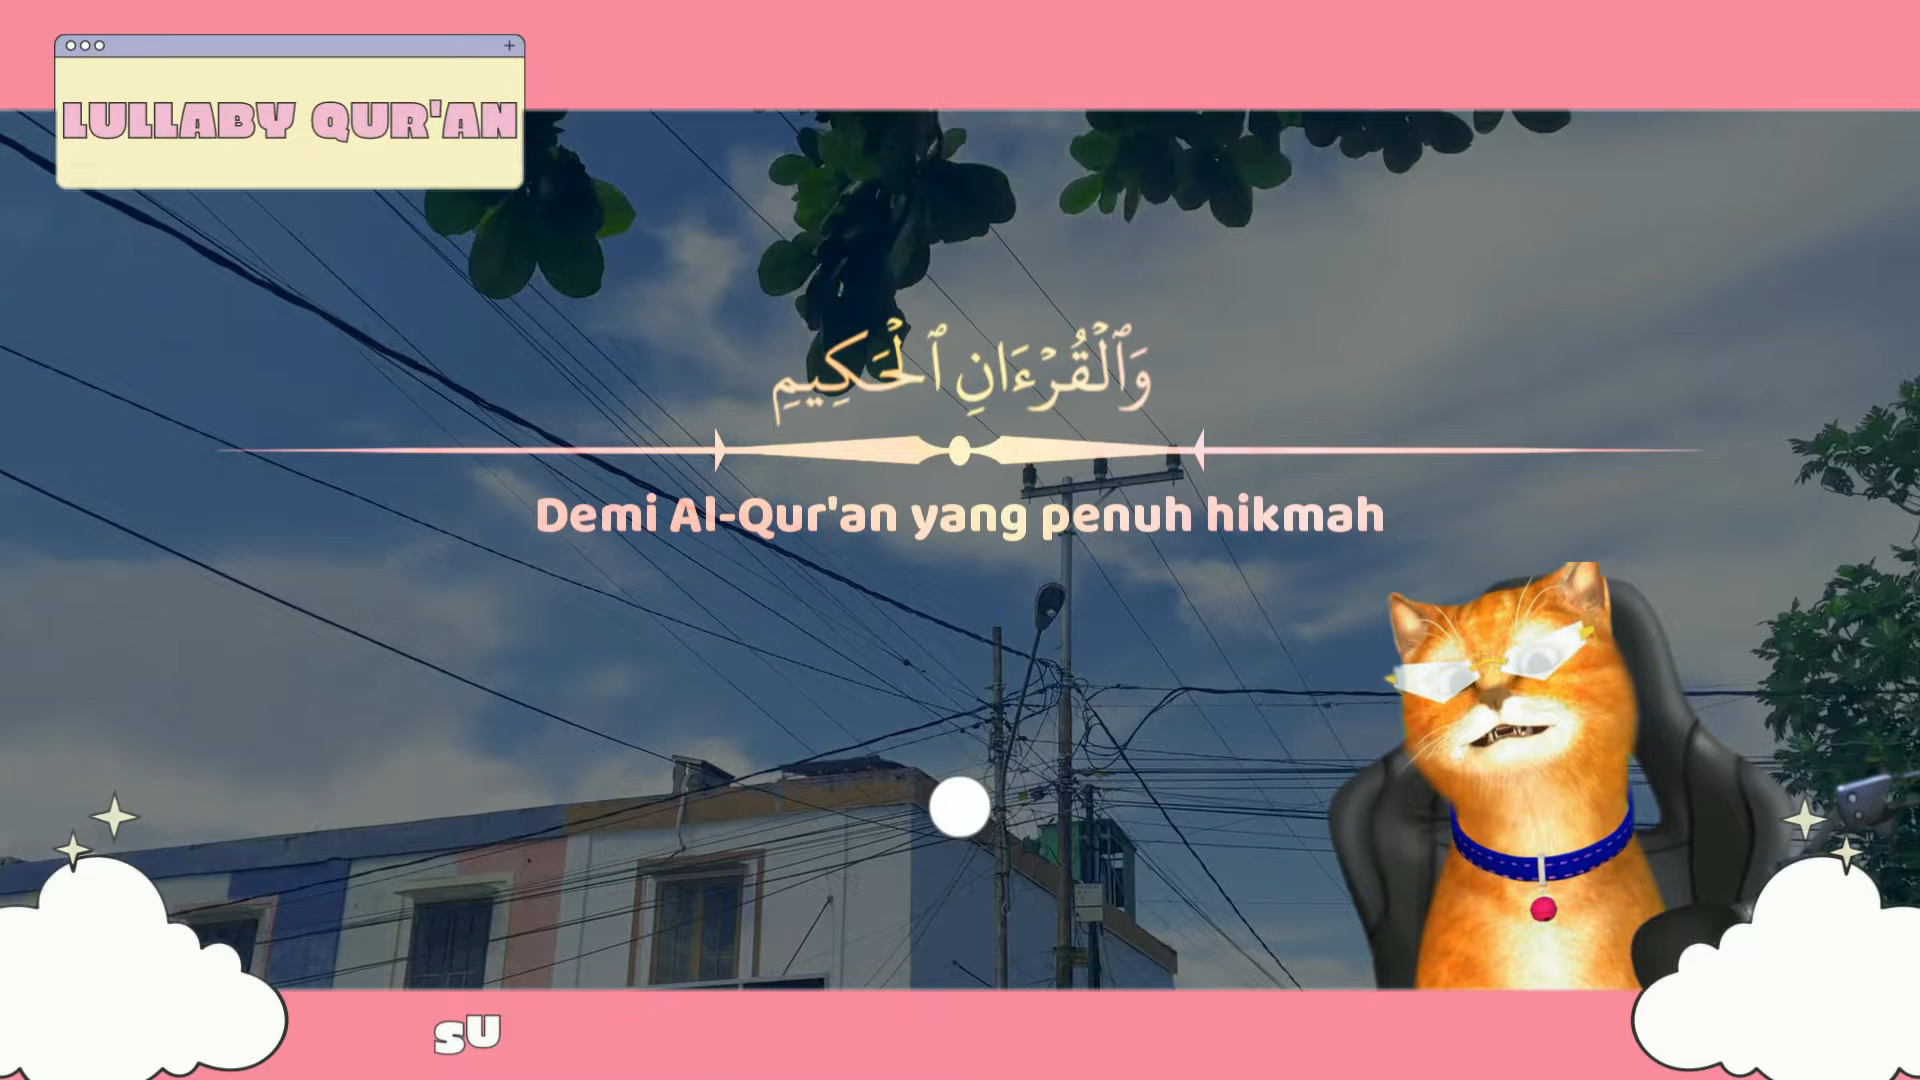 LULLABY QUR'AN
وَٱلْقُرْءَانِ ٱلْحَكِيمِ
Demi Al-Qur'an yang penuh hikmah
sU